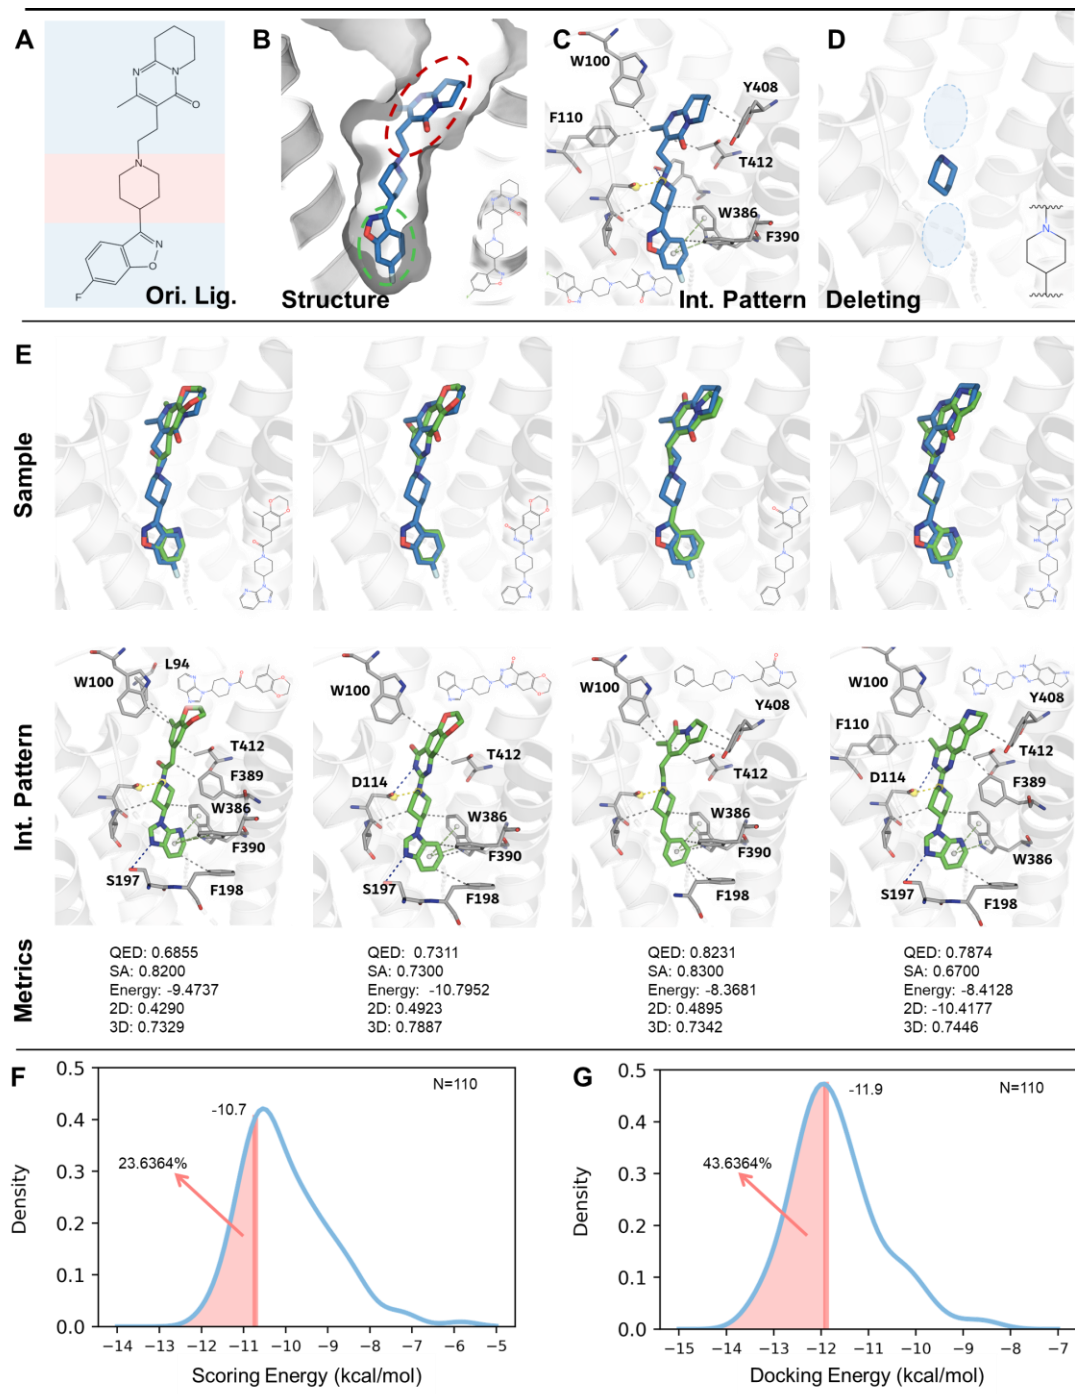 A
B
C
D
N
N
O
N
N
O
F
Ori. Lig.
Structure
W100
F110
Y408
T412
W386
F390
Int. Pattern
N
Deleting
E
Sample
Int. Pattern
W100
L94
T412
F389
W386
F390
S197
F198
W100
T412
D114
W386
F390
S197
F198
W100
Y408
T412
W386
F390
F198
W100
Y408
F110
T412
D114
F389
W386
S197
F198
Metrics
QED: 0.6855
SA: 0.8200
Energy: -9.4737
2D: 0.4290
3D: 0.7329
QED: 0.7311
SA: 0.7300
Energy: -10.7952
2D: 0.4923
3D: 0.7887
QED: 0.8231
SA: 0.8300
Energy: -8.3681
2D: 0.4895
3D: 0.7342
QED: 0.7874
SA: 0.6700
Energy: -8.4128
2D: -10.4177
3D: 0.7446
F
N=110
-10.7
23.6364%
Density
0.5
0.4
0.3
0.2
0.1
0.0
−14 −13 −12 −11 −10 −9 −8 −7 −6 −5
Scoring Energy (kcal/mol)
G
N=110
-11.9
43.6364%
Density
0.5
0.4
0.3
0.2
0.1
0.0
−15 −14 −13 −12 −11 −10 −9 −8 −7
Docking Energy (kcal/mol)